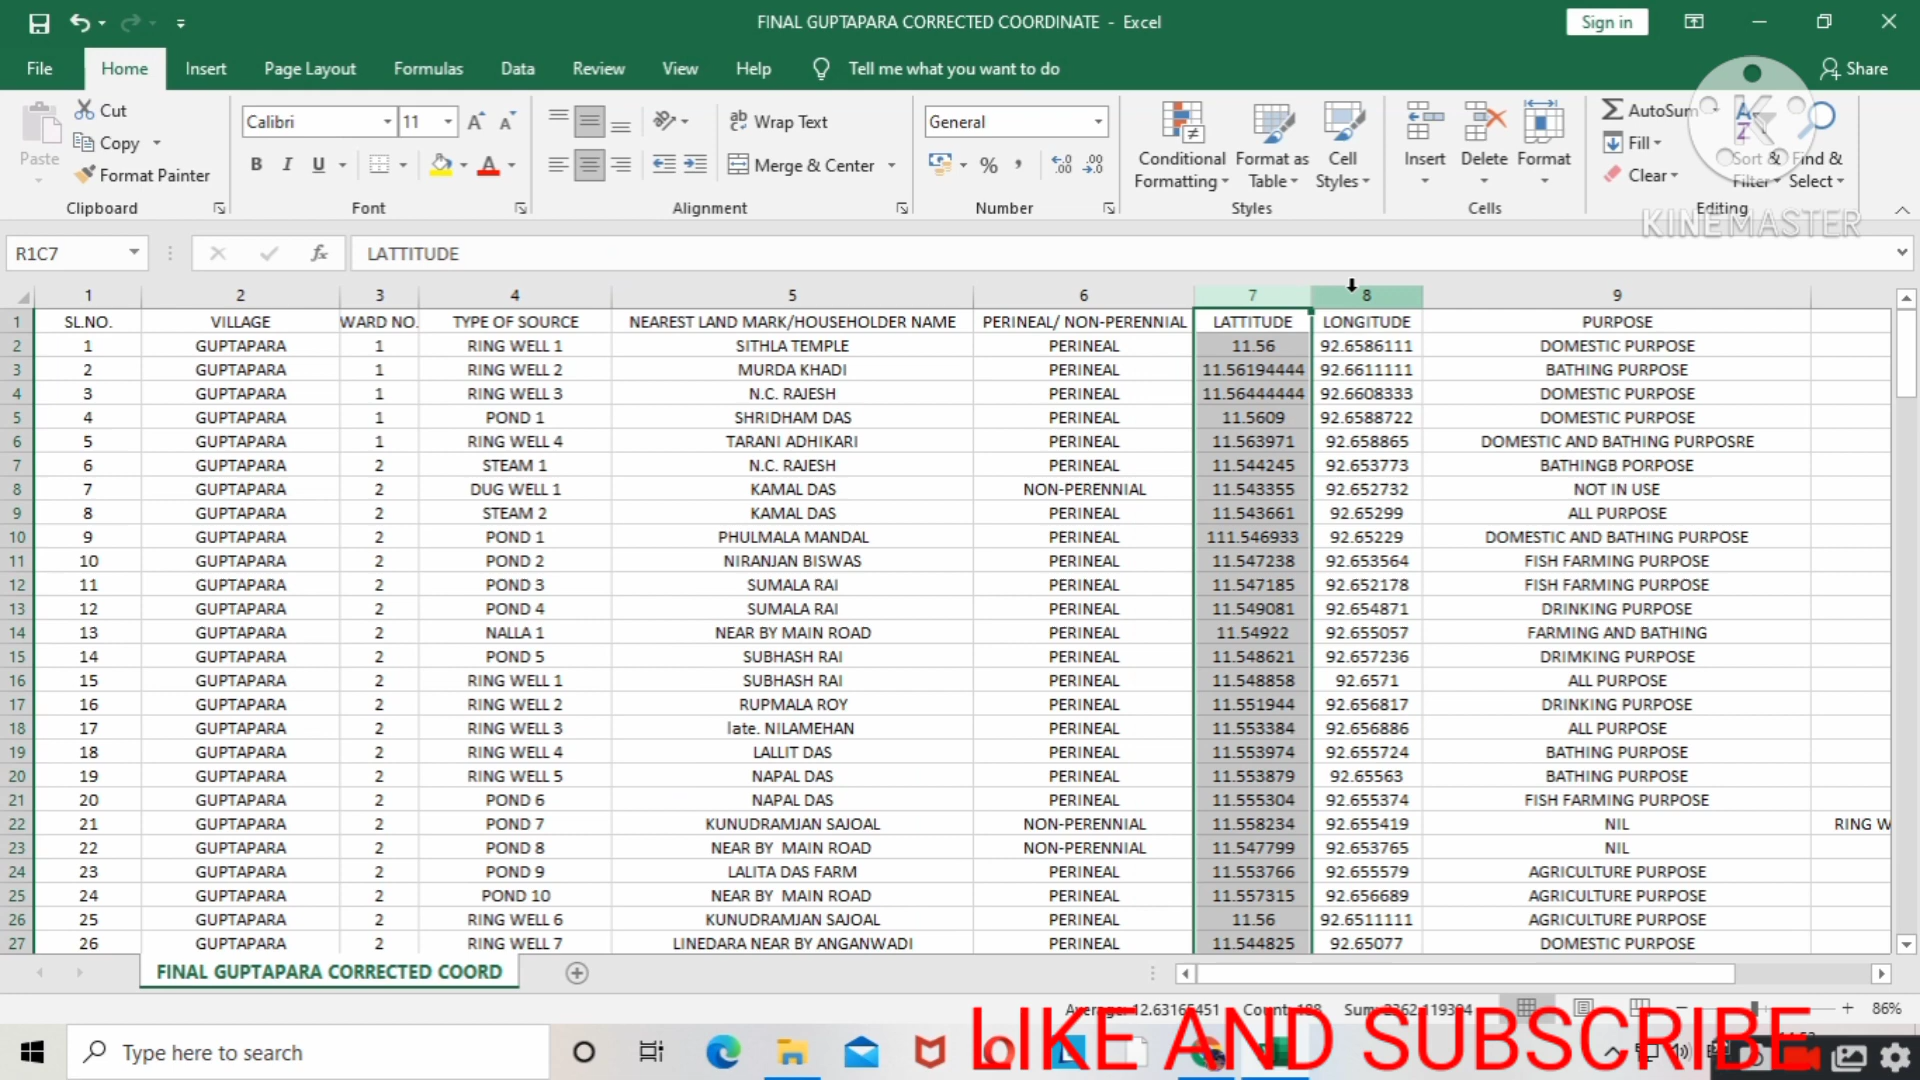 FINAL GUPTAPARA CORRECTED COORDINATE - Excel
Sign in
File Home Insert Page Layout Formulas Data Review View Help Tell me what you want to do Share
Paste
Cut
Copy
Format Painter
Clipboard
Calibri 11
B I U
Font
Wrap Text
Merge & Center
Alignment
General
Number
Conditional Formatting
Format as Table
Cell Styles
Styles
Insert Delete Format
Cells
AutoSum
Fill
Clear
Sort & Filter
Find & Select
Editing
KINEMASTER
R1C7 fx LATTITUDE
1 2 3 4 5 6 7 8 9
1 SL.NO. VILLAGE WARD NO. TYPE OF SOURCE NEAREST LAND MARK/HOUSEHOLDER NAME PERINEAL/ NON-PERENNIAL LATTITUDE LONGITUDE PURPOSE
2 1 GUPTAPARA 1 RING WELL 1 SITHLA TEMPLE PERINEAL 11.56 92.6586111 DOMESTIC PURPOSE
3 2 GUPTAPARA 1 RING WELL 2 MURDA KHADI PERINEAL 11.56194444 92.6611111 BATHING PURPOSE
4 3 GUPTAPARA 1 RING WELL 3 N.C. RAJESH PERINEAL 11.56444444 92.6608333 DOMESTIC PURPOSE
5 4 GUPTAPARA 1 POND 1 SHRIDHAM DAS PERINEAL 11.5609 92.6588722 DOMESTIC PURPOSE
6 5 GUPTAPARA 1 RING WELL 4 TARANI ADHIKARI PERINEAL 11.563971 92.658865 DOMESTIC AND BATHING PURPOSRE
7 6 GUPTAPARA 2 STEAM 1 N.C. RAJESH PERINEAL 11.544245 92.653773 BATHINGB PORPOSE
8 7 GUPTAPARA 2 DUG WELL 1 KAMAL DAS NON-PERENNIAL 11.543355 92.652732 NOT IN USE
9 8 GUPTAPARA 2 STEAM 2 KAMAL DAS PERINEAL 11.543661 92.65299 ALL PURPOSE
10 9 GUPTAPARA 2 POND 1 PHULMALA MANDAL PERINEAL 111.546933 92.65229 DOMESTIC AND BATHING PURPOSE
11 10 GUPTAPARA 2 POND 2 NIRANJAN BISWAS PERINEAL 11.547238 92.653564 FISH FARMING PURPOSE
12 11 GUPTAPARA 2 POND 3 SUMALA RAI PERINEAL 11.547185 92.652178 FISH FARMING PURPOSE
13 12 GUPTAPARA 2 POND 4 SUMALA RAI PERINEAL 11.549081 92.654871 DRINKING PURPOSE
14 13 GUPTAPARA 2 NALLA 1 NEAR BY MAIN ROAD PERINEAL 11.54922 92.655057 FARMING AND BATHING
15 14 GUPTAPARA 2 POND 5 SUBHASH RAI PERINEAL 11.548621 92.657236 DRIMKING PURPOSE
16 15 GUPTAPARA 2 RING WELL 1 SUBHASH RAI PERINEAL 11.548858 92.6571 ALL PURPOSE
17 16 GUPTAPARA 2 RING WELL 2 RUPMALA ROY PERINEAL 11.551944 92.656817 DRINKING PURPOSE
18 17 GUPTAPARA 2 RING WELL 3 late. NILAMEHAN PERINEAL 11.553384 92.656886 ALL PURPOSE
19 18 GUPTAPARA 2 RING WELL 4 LALLIT DAS PERINEAL 11.553974 92.655724 BATHING PURPOSE
20 19 GUPTAPARA 2 RING WELL 5 NAPAL DAS PERINEAL 11.553879 92.65563 BATHING PURPOSE
21 20 GUPTAPARA 2 POND 6 NAPAL DAS PERINEAL 11.555304 92.655374 FISH FARMING PURPOSE
22 21 GUPTAPARA 2 POND 7 KUNUDRAMJAN SAJOAL NON-PERENNIAL 11.558234 92.655419 NIL RING W
23 22 GUPTAPARA 2 POND 8 NEAR BY MAIN ROAD NON-PERENNIAL 11.547799 92.653765 NIL
24 23 GUPTAPARA 2 POND 9 LALITA DAS FARM PERINEAL 11.553766 92.655579 AGRICULTURE PURPOSE
25 24 GUPTAPARA 2 POND 10 NEAR BY MAIN ROAD PERINEAL 11.557315 92.656689 AGRICULTURE PURPOSE
26 25 GUPTAPARA 2 RING WELL 6 KUNUDRAMJAN SAJOAL PERINEAL 11.56 92.6511111 AGRICULTURE PURPOSE
27 26 GUPTAPARA 2 RING WELL 7 LINEDARA NEAR BY ANGANWADI PERINEAL 11.544825 92.65077 DOMESTIC PURPOSE
FINAL GUPTAPARA CORRECTED COORD
Average: 12.63165451 Count: 188 Sum: 2362.119394 86%
LIKE AND SUBSCRIBE
Type here to search